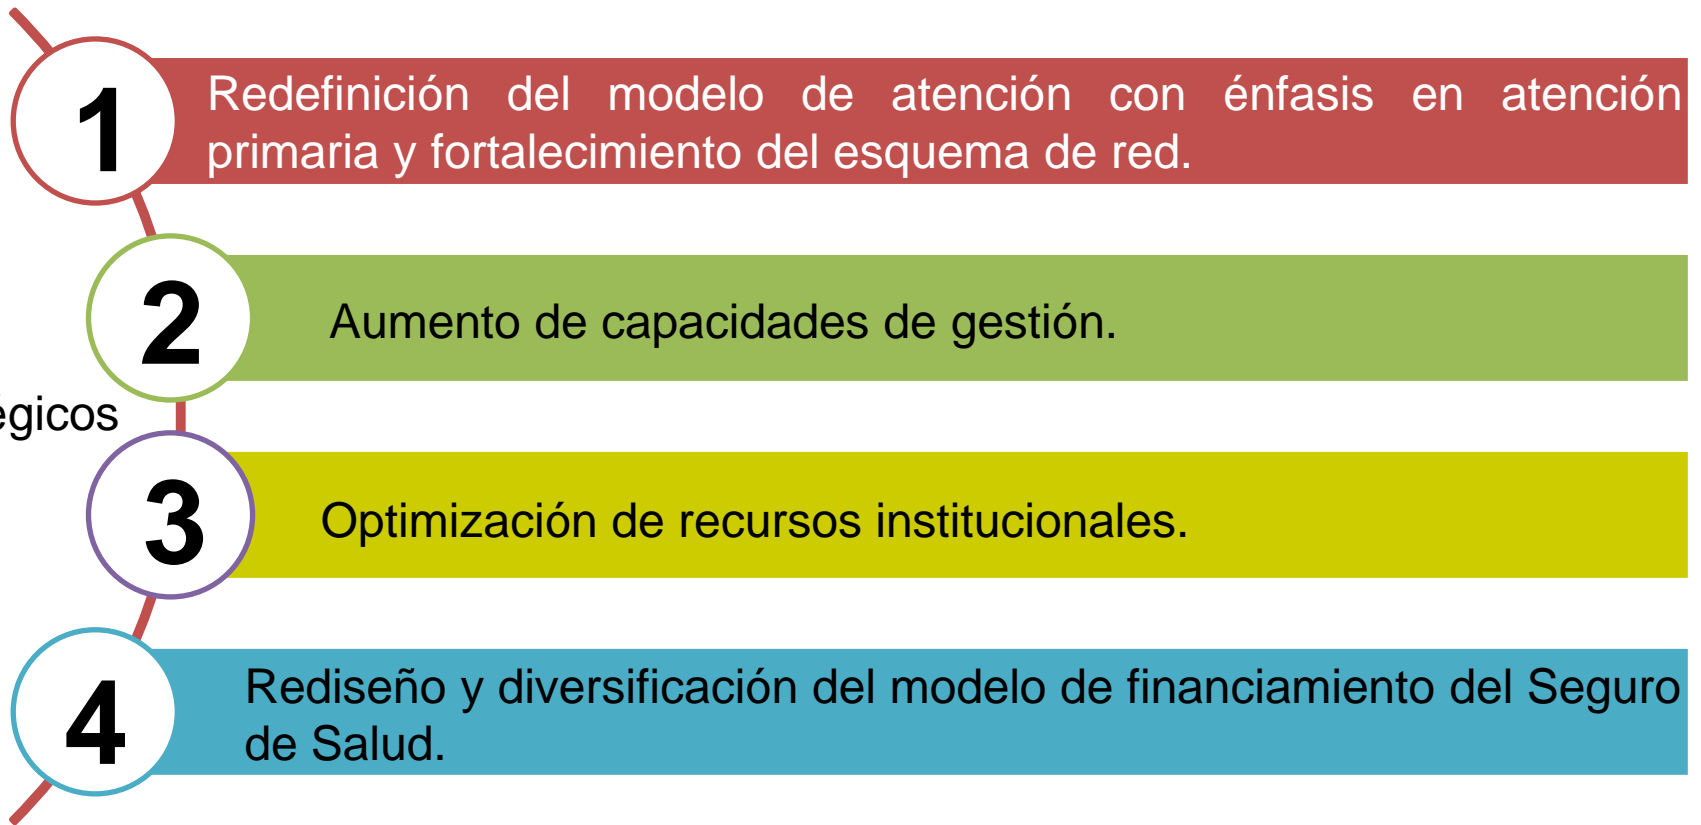 1
Redefinición del modelo de atención con énfasis en atención
primaria y fortalecimiento del esquema de red.
2
Aumento de capacidades de gestión.
égicos
3
Optimización de recursos institucionales.
4
Rediseño y diversificación del modelo de financiamiento del Seguro
de Salud.